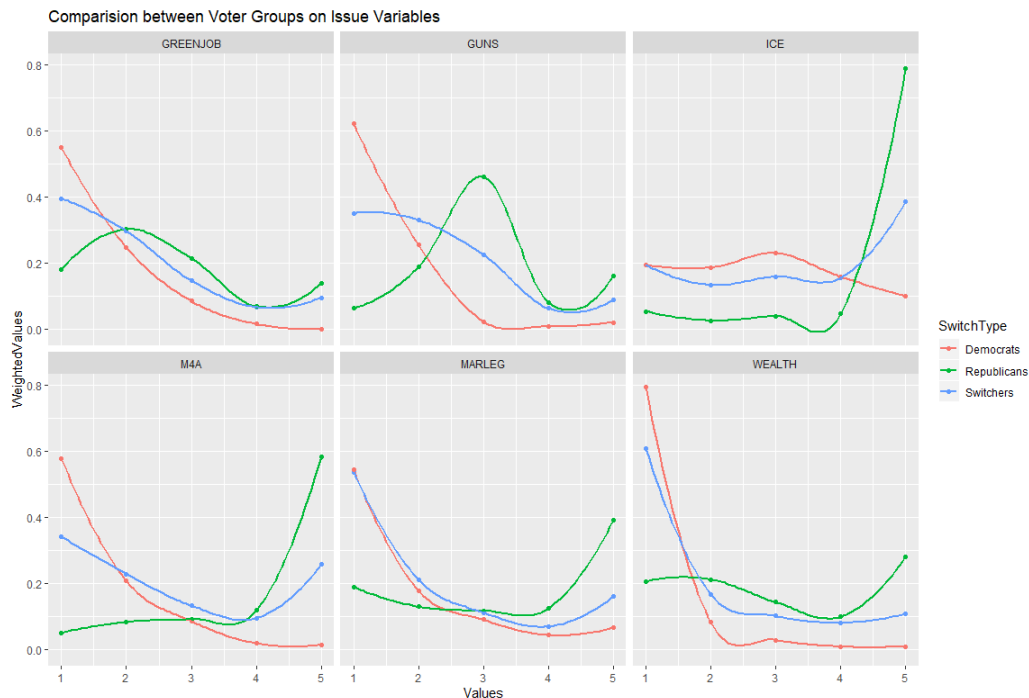 Comparision between Voter Groups on Issue Variables
GREENJOB
GUNS
ICE
0.8
0.6
0.4
0.2
0.0
M4A
MARLEG
WEALTH
0.8
0.6
0.4
0.2
0.0
WeightedValues
1 2 3 4 5
1 2 3 4 5
1 2 3 4 5
Values
SwitchType
Democrats
Republicans
Switchers